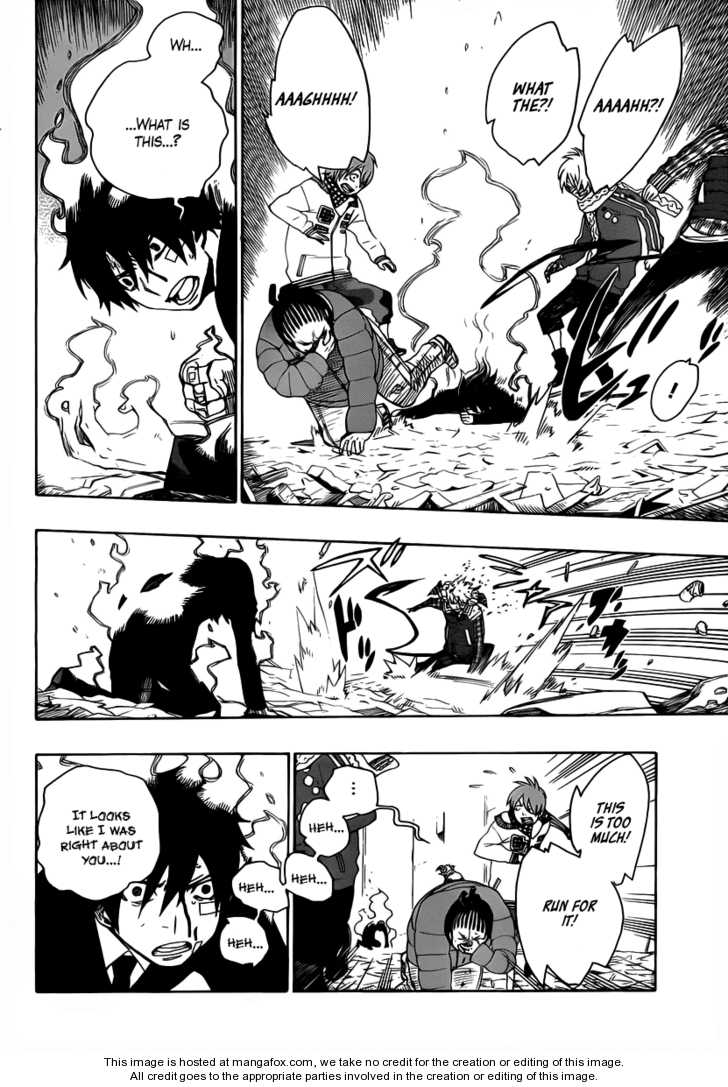 AAAAHH?!
WHAT
THE?!
AAAGHHHH!
!
ビュ
WH...
...WHAT IS
THIS...?
THIS
IS TOO
MUCH!
RUN FOR
IT!
...
HEH...
HEH...
HEH...
HEH...
IT LOOKS
LIKE I WAS
RIGHT ABOUT
YOU...!
This image is hosted at mangafox.com, we take no credit for the creation or editing of this image.
All credit goes to the appropriate parties involved in the creation or editing of this image.